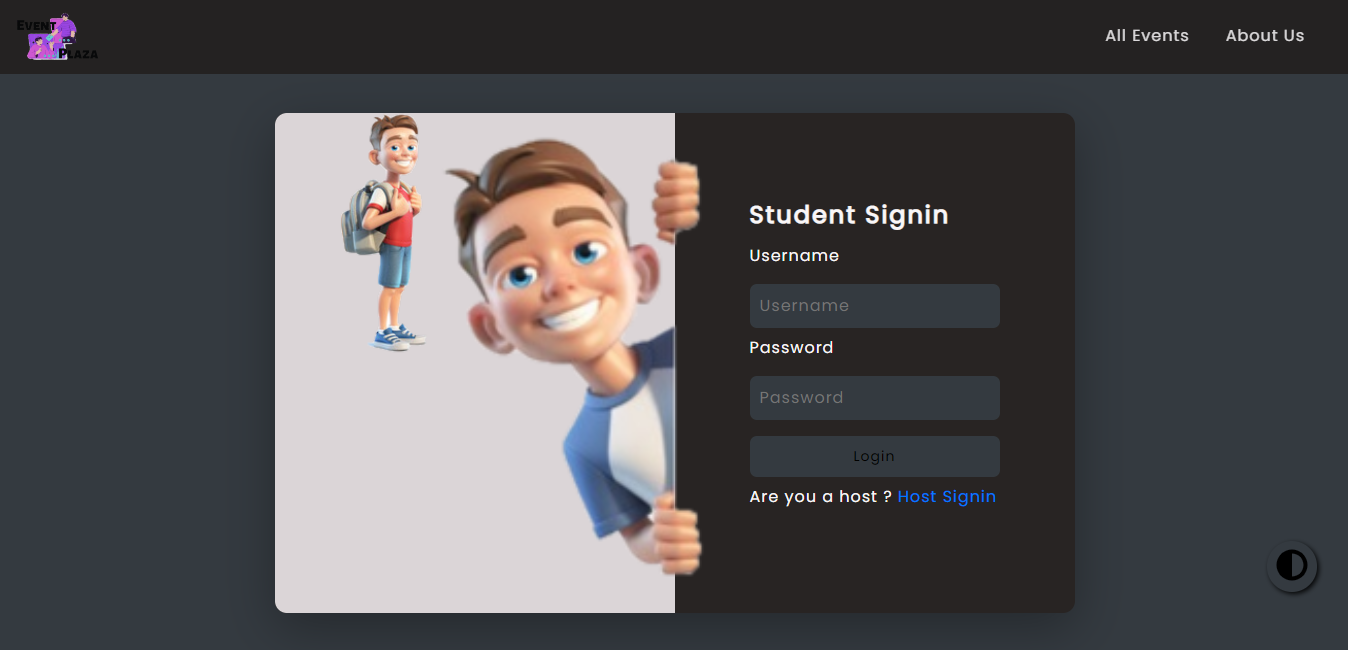 EVENT
PLAZA
All Events
About Us
Student Signin
Username
Username
Password
Password
Login
Are you a host ? Host Signin